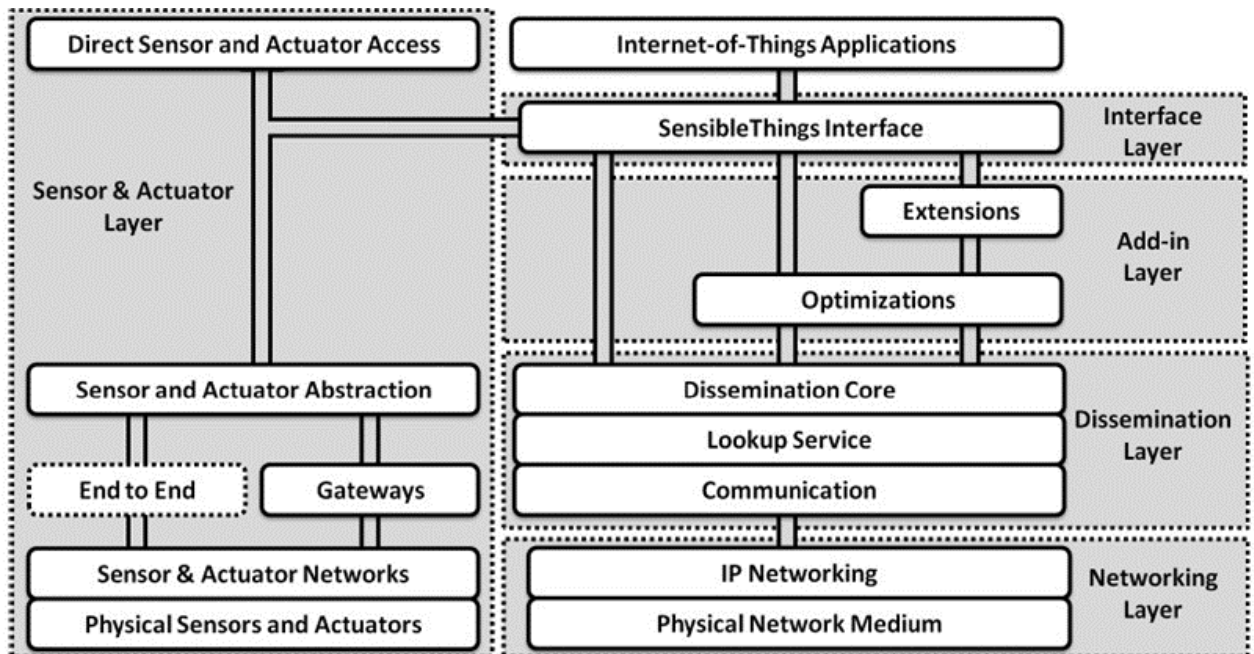 Direct Sensor and Actuator Access
Internet-of-Things Applications
SensibleThings Interface
Interface
Layer
Sensor & Actuator
Layer
Extensions
Add-in
Layer
Optimizations
Sensor and Actuator Abstraction
Dissemination Core
Lookup Service
Dissemination
Layer
End to End
Gateways
Communication
Sensor & Actuator Networks
IP Networking
Networking
Layer
Physical Sensors and Actuators
Physical Network Medium